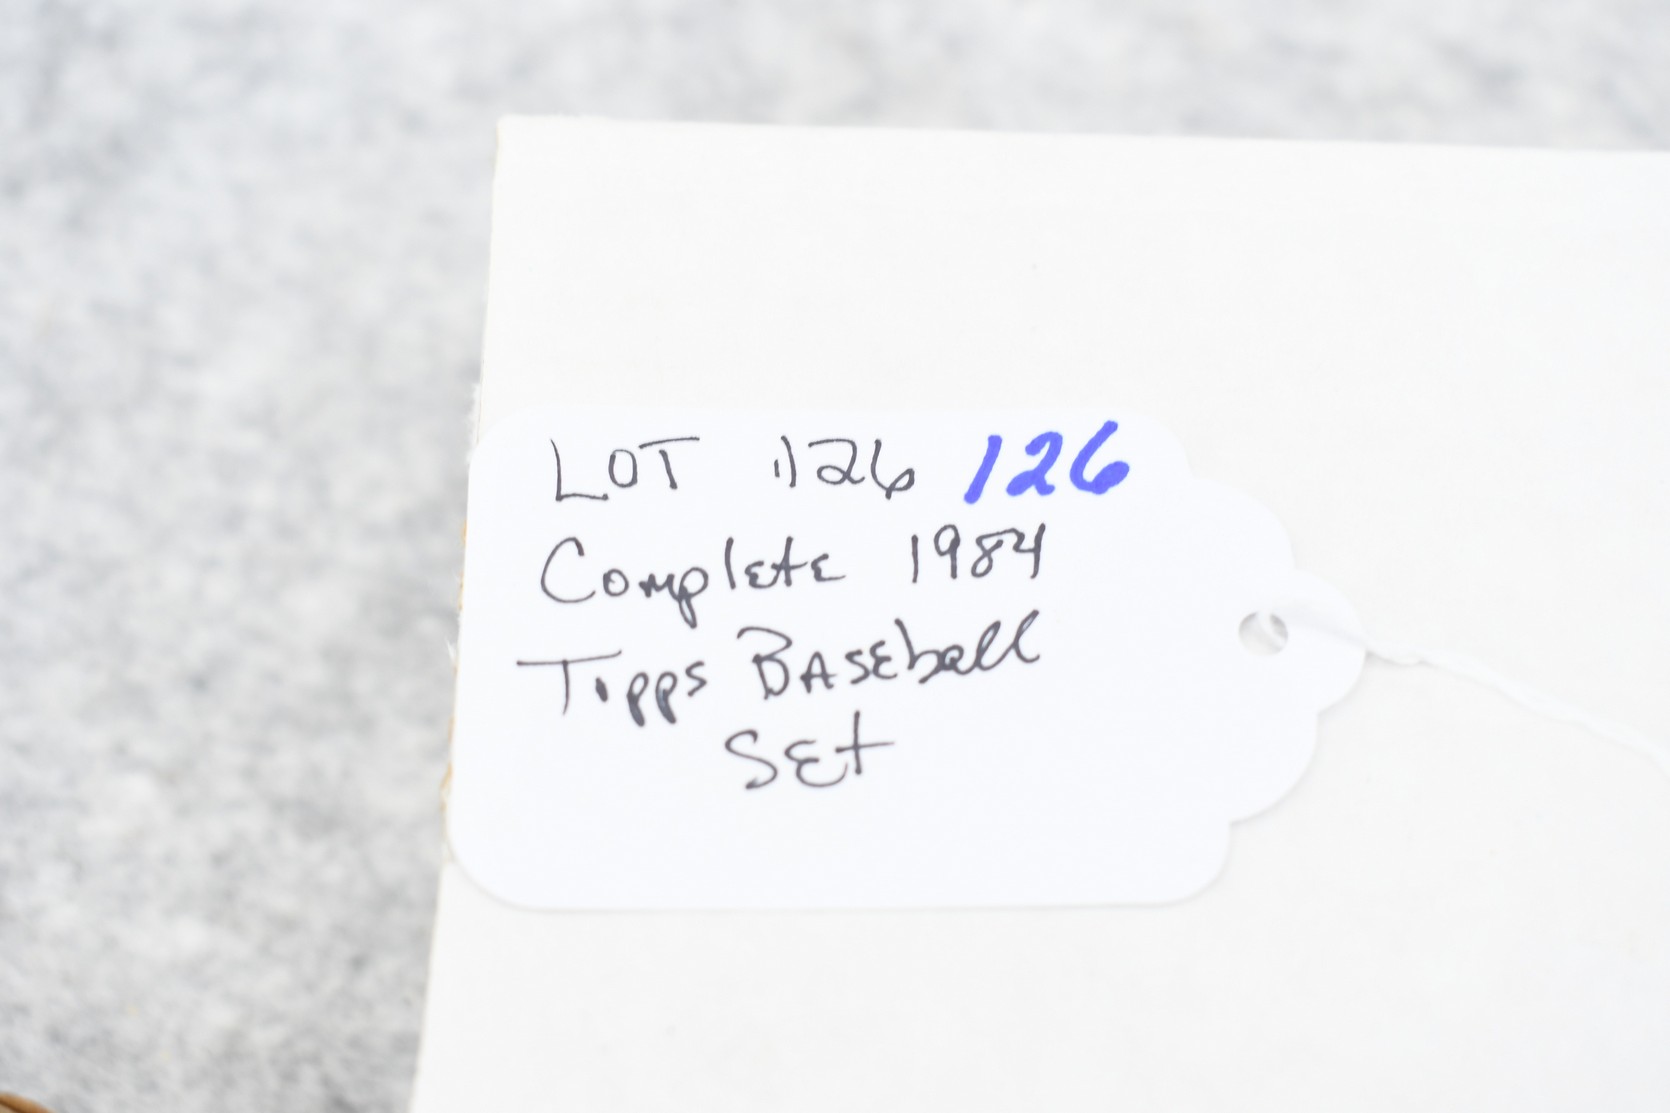 LOT 126 126
Complete 1984
Tipps Baseball
Set